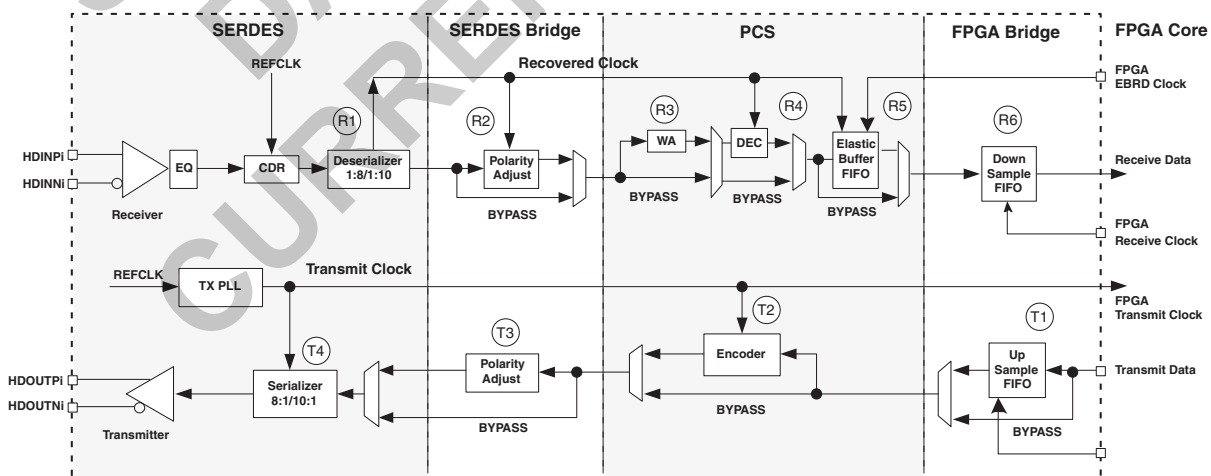 SERDES
SERDES Bridge
PCS
FPGA Bridge
FPGA Core
REFCLK
Recovered Clock
FPGA
EBRD Clock
R1
R2
R3
R4
R5
R6
HDINPi
HDINNi
EQ
CDR
Deserializer
1:8/1:10
Polarity
Adjust
WA
DEC
Elastic
Buffer
FIFO
Down
Sample
FIFO
Receive Data
Receiver
BYPASS
BYPASS
BYPASS
BYPASS
FPGA
Receive Clock
REFCLK
TX PLL
Transmit Clock
FPGA
Transmit Clock
T1
T2
T3
T4
HDOUTPi
HDOUTNi
Transmitter
Serializer
8:1/10:1
Polarity
Adjust
Encoder
Up
Sample
FIFO
Transmit Data
BYPASS
BYPASS
BYPASS
CURRE